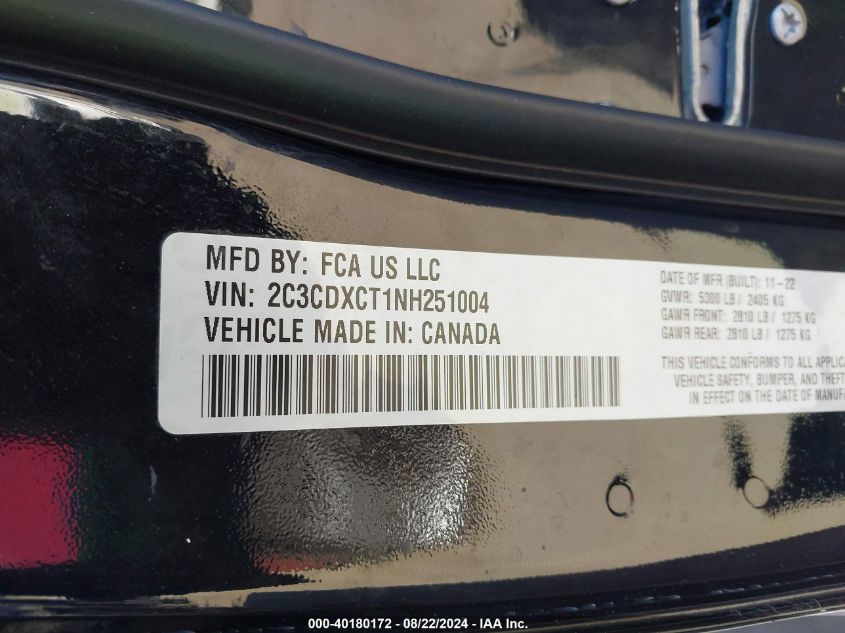 MFD BY: FCA US LLC
VIN: 2C3CDXCT1NH251004
VEHICLE MADE IN: CANADA
DATE OF MFR (BUILT): 11-22
GVWR: 5300 LB / 2405 KG
GAWR FRONT: 2810 LB / 1275 KG
GAWR REAR: 2810 LB / 1275 KG
THIS VEHICLE CONFORMS TO ALL APPLICA
VEHICLE SAFETY, BUMPER, AND THEFT
IN EFFECT ON THE DATE OF MANUFA
000-40180172 - 08/22/2024 - IAA Inc.